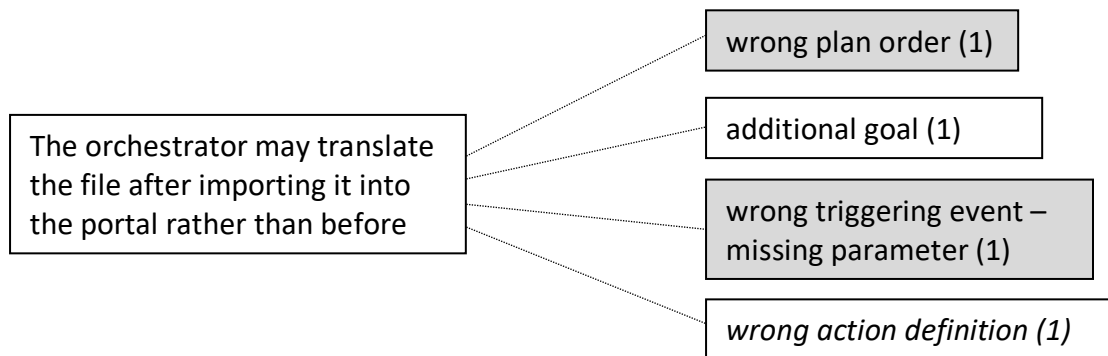 The orchestrator may translate
the file after importing it into
the portal rather than before
wrong plan order (1)
additional goal (1)
wrong triggering event –
missing parameter (1)
wrong action definition (1)